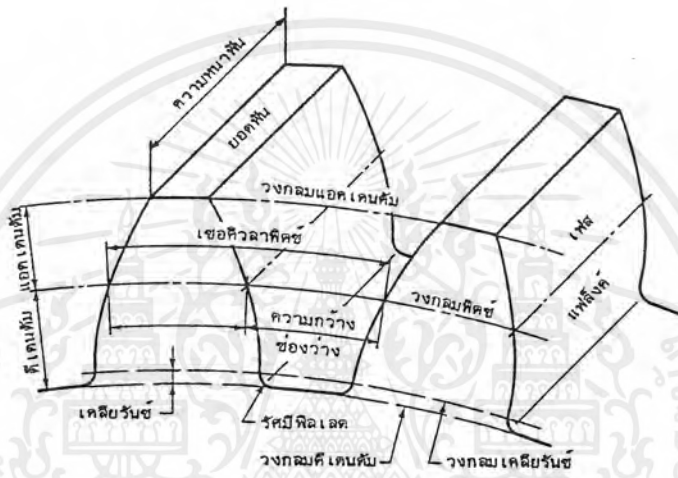 ความหนาฟัน
ยอดฟัน
วงกลมแอดเดนดัม
แอดเดนดัม
เซอคิวลาพิตช์
เฟส
วงกลมพิตช์
แฟล็งค์
ดีเดนดัม
ความกว้าง
ช่องว่าง
เคลียรันซ์
รัศมีฟิลเลต
วงกลมดีเดนดัม
วงกลมเคลียรันซ์